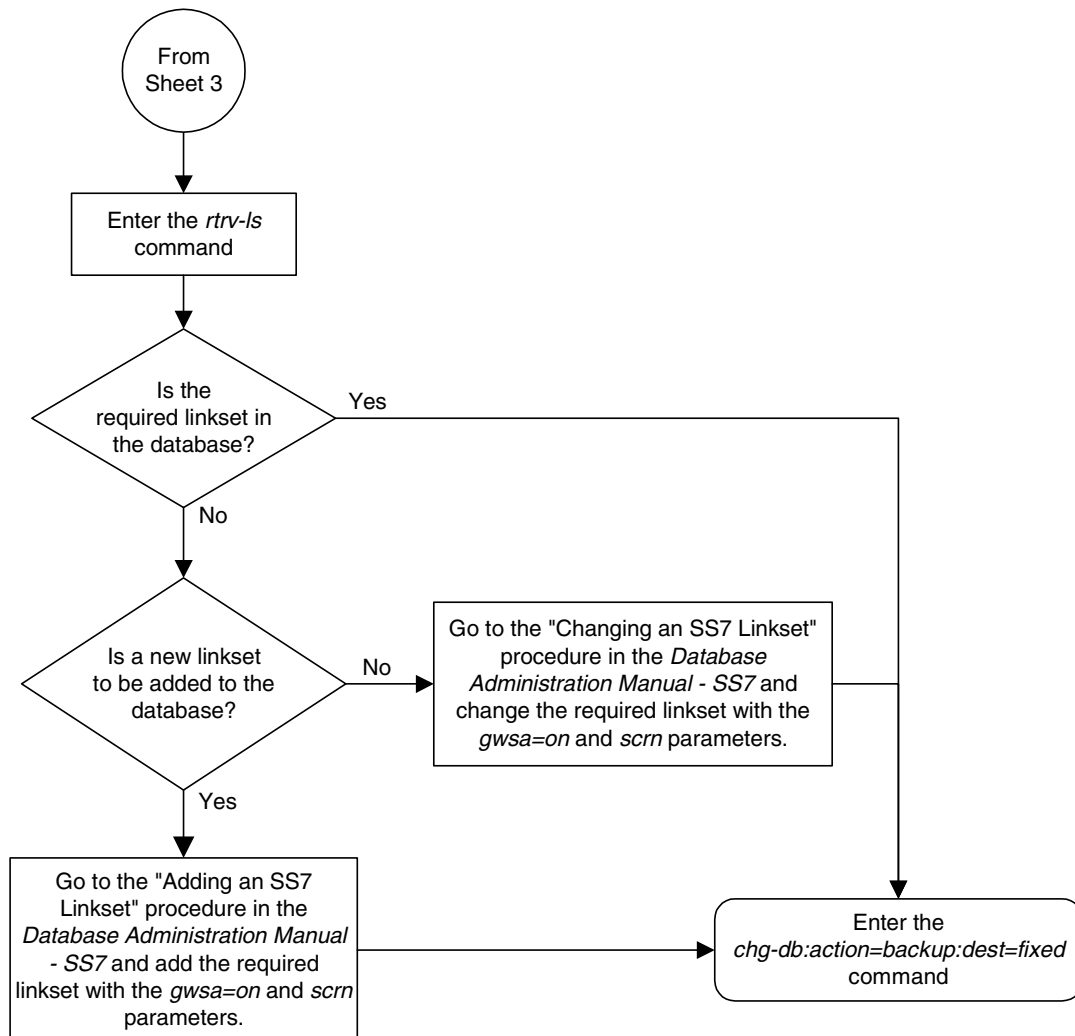 From
Sheet 3
Enter the rtrv-ls
command
Is the
required linkset in
the database?
Yes
No
Is a new linkset
to be added to the
database?
No
Go to the "Changing an SS7 Linkset"
procedure in the Database
Administration Manual - SS7 and
change the required linkset with the
gwsa=on and scrn parameters.
Yes
Go to the "Adding an SS7
Linkset" procedure in the
Database Administration Manual
- SS7 and add the required
linkset with the gwsa=on and scrn
parameters.
Enter the
chg-db:action=backup:dest=fixed
command